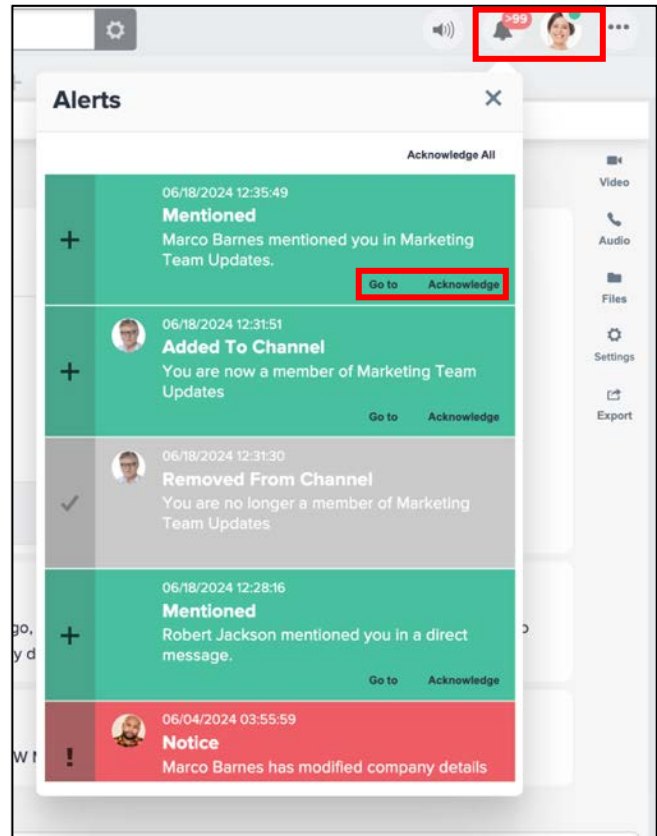 >99
Alerts
Acknowledge All
06/18/2024 12:35:49
Mentioned
Marco Barnes mentioned you in Marketing
Team Updates.
Go to Acknowledge
06/18/2024 12:31:51
Added To Channel
You are now a member of Marketing Team
Updates
Go to Acknowledge
06/18/2024 12:31:30
Removed From Channel
You are no longer a member of Marketing
Team Updates
06/18/2024 12:28:16
Mentioned
Robert Jackson mentioned you in a direct
message.
Go to Acknowledge
06/04/2024 03:55:59
Notice
Marco Barnes has modified company details
Video
Audio
Files
Settings
Export
go,
y d